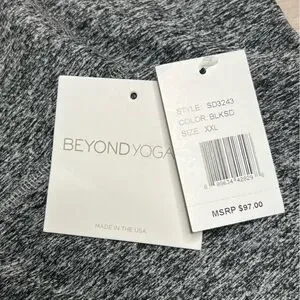 BEYOND YOGA
MADE IN THE USA
STYLE: SD3243
COLOR: BLKSD
SIZE: XXL
MSRP $97.00